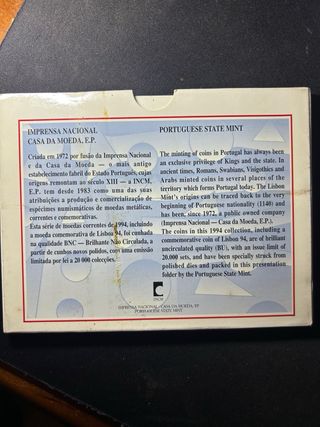 IMPRENSA NACIONAL
CASA DA MOEDA, E.P.
Criada em 1972 por fusão da Imprensa Nacional
e da Casa da Moeda — o mais antigo
estabelecimento fabril do Estado Português, cujas
origens remontam ao século XIII — a INCM,
E.P. tem desde 1983 como uma das suas
atribuições a produção e comercialização de
espécimes numismáticos de moedas metálicas,
correntes e comemorativas.
Esta série de moedas correntes de 1994, incluindo
a moeda comemorativa de Lisboa 94, foi cunhada
na qualidade BNC — Brilhante Não Circulada, a
partir de cunhos novos polidos, com uma emissão
limitada por lei a 20 000 colecções.
PORTUGUESE STATE MINT
The minting of coins in Portugal has always been
an exclusive privilege of Kings and the state. In
ancient times, Romans, Swabians, Visigoths and
Arabs minted coins in several places of the
territory which forms Portugal today. The Lisbon
Mint's origins can be traced back to the very
beginning of Portuguese nationality (1140) and
has been, since 1972, a public owned company
(Imprensa Nacional — Casa da Moeda, E.P.).
The coins in this 1994 collection, including a
commemorative coin of Lisbon 94, are of brilliant
uncirculated quality (BU), with an issue limit of
20,000 sets, and have been specially struck from
polished dies and packed in this presentation
folder by the Portuguese State Mint.
INCM
IMPRENSA NACIONAL - CASA DA MOEDA, EP
PORTUGUESE STATE MINT